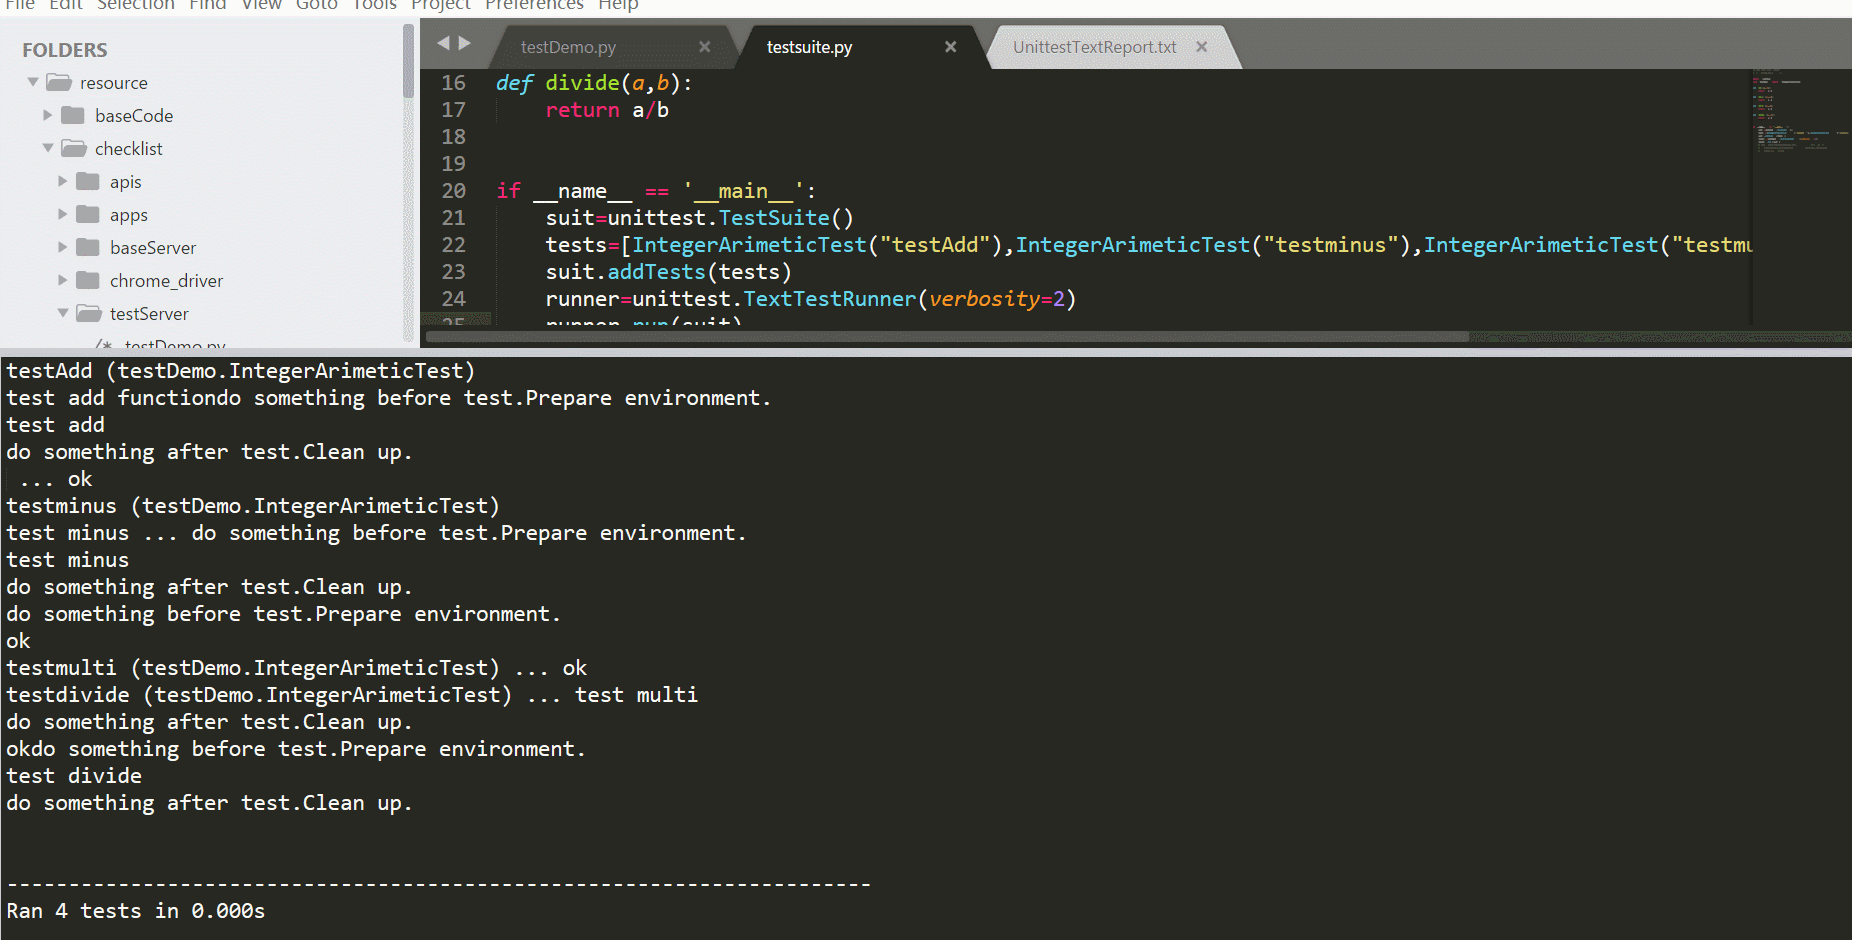 File Edit Selection Find View Goto Tools Project Preferences Help
FOLDERS
resource
baseCode
checklist
apis
apps
baseServer
chrome_driver
testServer
/* testDemo.py
testDemo.py × testsuite.py × UnittestTextReport.txt ×
16 def divide(a,b):
17 return a/b
18
19
20 if __name__ == '__main__':
21 suit=unittest.TestSuite()
22 tests=[IntegerArimeticTest("testAdd"),IntegerArimeticTest("testminus"),IntegerArimeticTest("testmu
23 suit.addTests(tests)
24 runner=unittest.TextTestRunner(verbosity=2)
25 runner.run(suit)
testAdd (testDemo.IntegerArimeticTest)
test add functiondo something before test.Prepare environment.
test add
do something after test.Clean up.
... ok
testminus (testDemo.IntegerArimeticTest)
test minus ... do something before test.Prepare environment.
test minus
do something after test.Clean up.
do something before test.Prepare environment.
ok
testmulti (testDemo.IntegerArimeticTest) ... ok
testdivide (testDemo.IntegerArimeticTest) ... test multi
do something after test.Clean up.
okdo something before test.Prepare environment.
test divide
do something after test.Clean up.
----------------------------------------------------------------------
Ran 4 tests in 0.000s